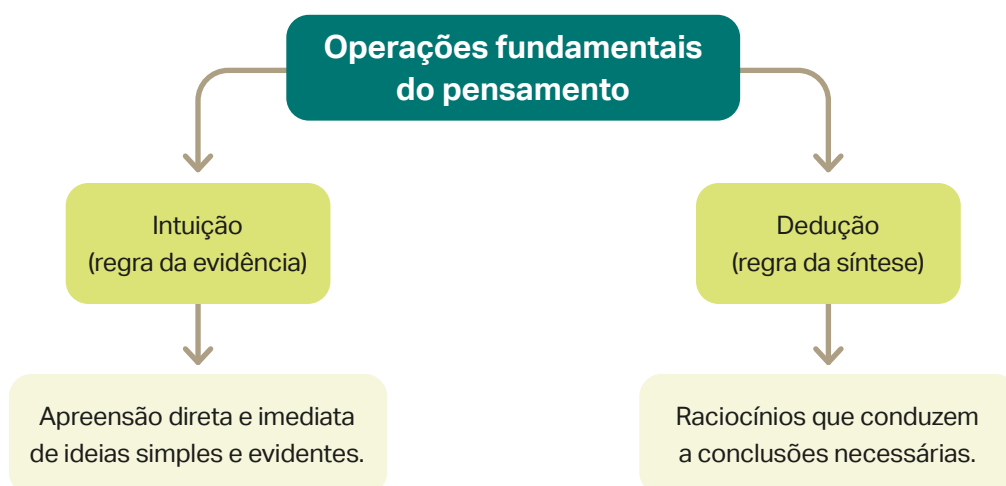 Operações fundamentais
do pensamento
Intuição
(regra da evidência)
Dedução
(regra da síntese)
Apreensão direta e imediata
de ideias simples e evidentes.
Raciocínios que conduzem
a conclusões necessárias.